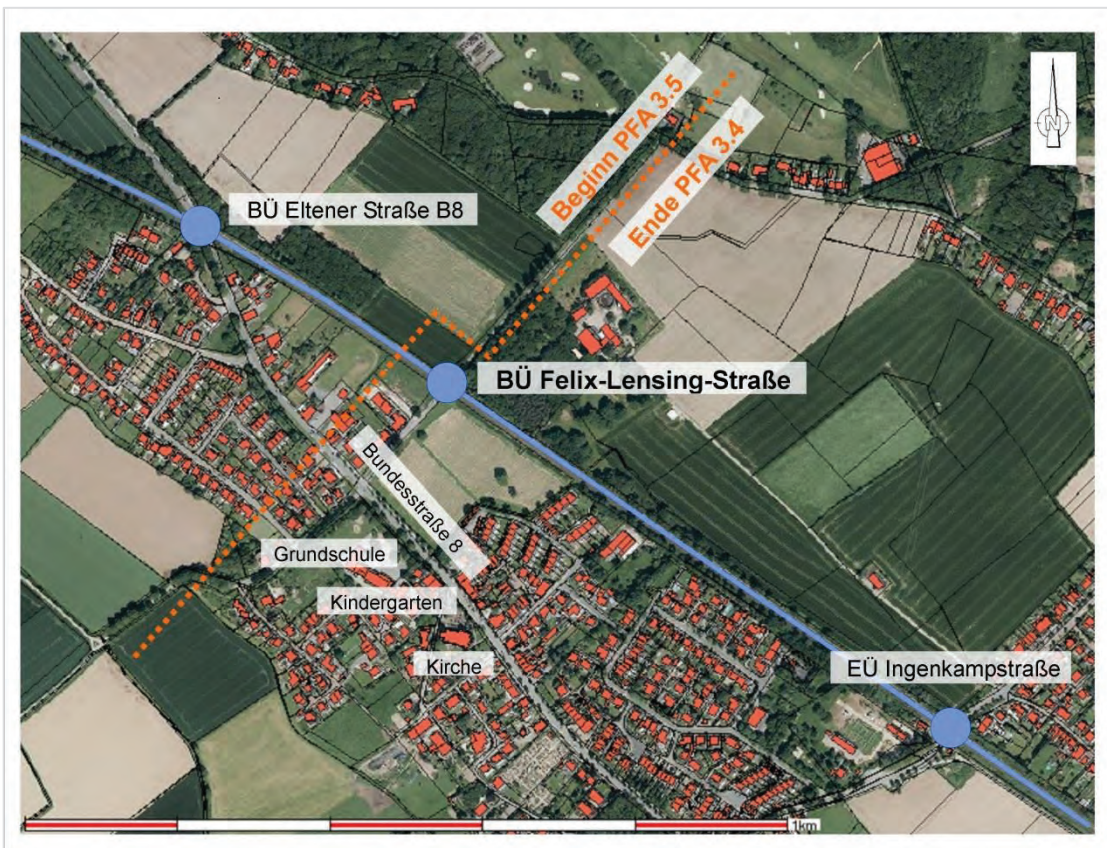 N
Beginn PFA 3.5
Ende PFA 3.4
BÜ Eltener Straße B8
BÜ Felix-Lensing-Straße
Bundesstraße 8
Grundschule
Kindergarten
Kirche
EÜ Ingenkampstraße
1km